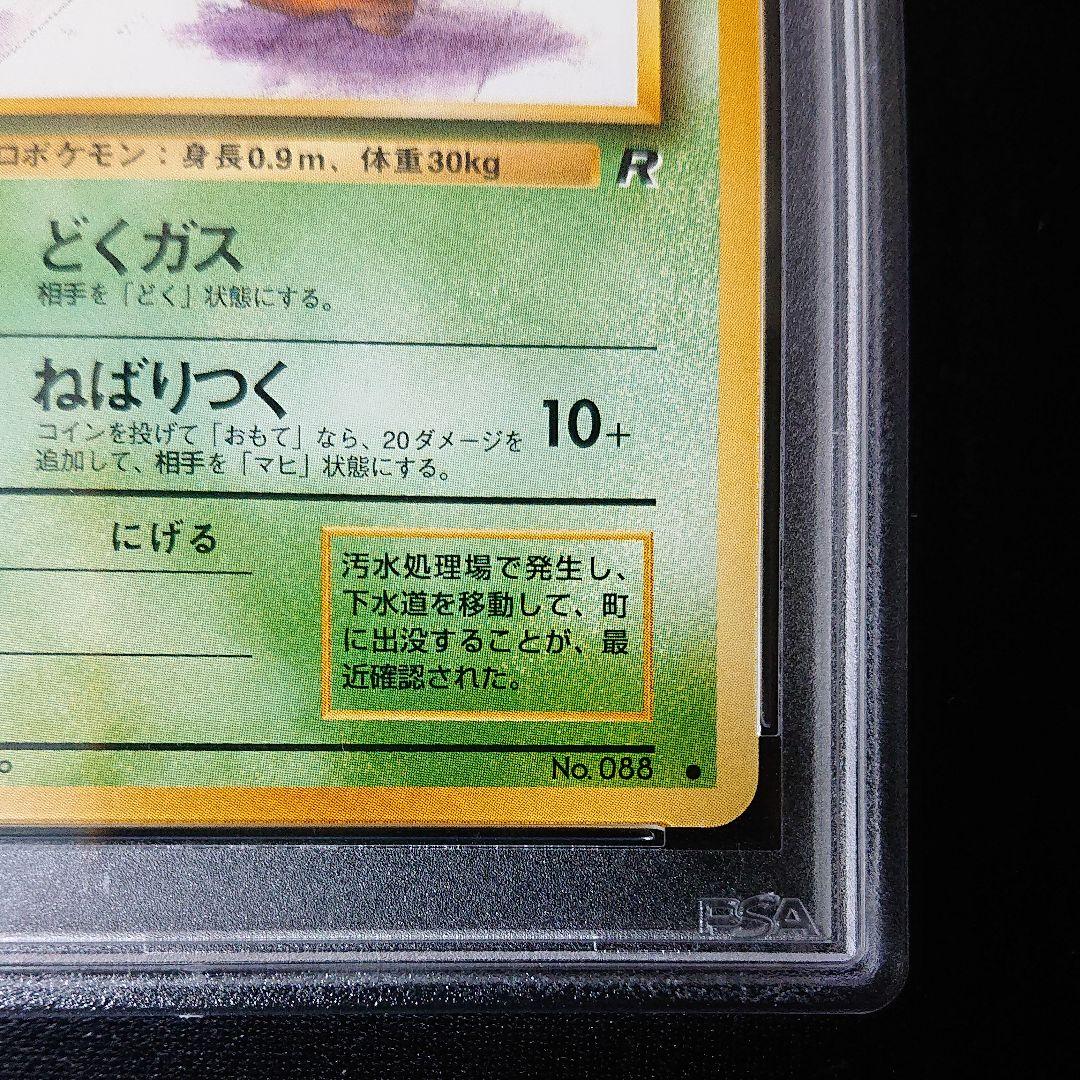 ロポケモン：身長0.9m、体重30kg
R
どくガス
相手を「どく」状態にする。
ねばりつく
10+
コインを投げて「おもて」なら、20ダメージを
追加して、相手を「マヒ」状態にする。
にげる
汚水処理場で発生し、
下水道を移動して、町
に出没することが、最
近確認された。
No. 088 ●
PSA